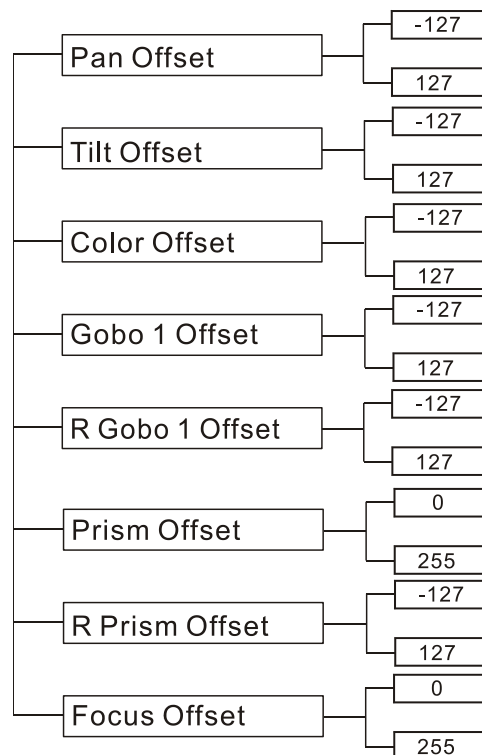 -127
Pan Offset
127
-127
Tilt Offset
127
-127
Color Offset
127
-127
Gobo 1 Offset
127
-127
R Gobo 1 Offset
127
0
Prism Offset
255
-127
R Prism Offset
127
0
Focus Offset
255